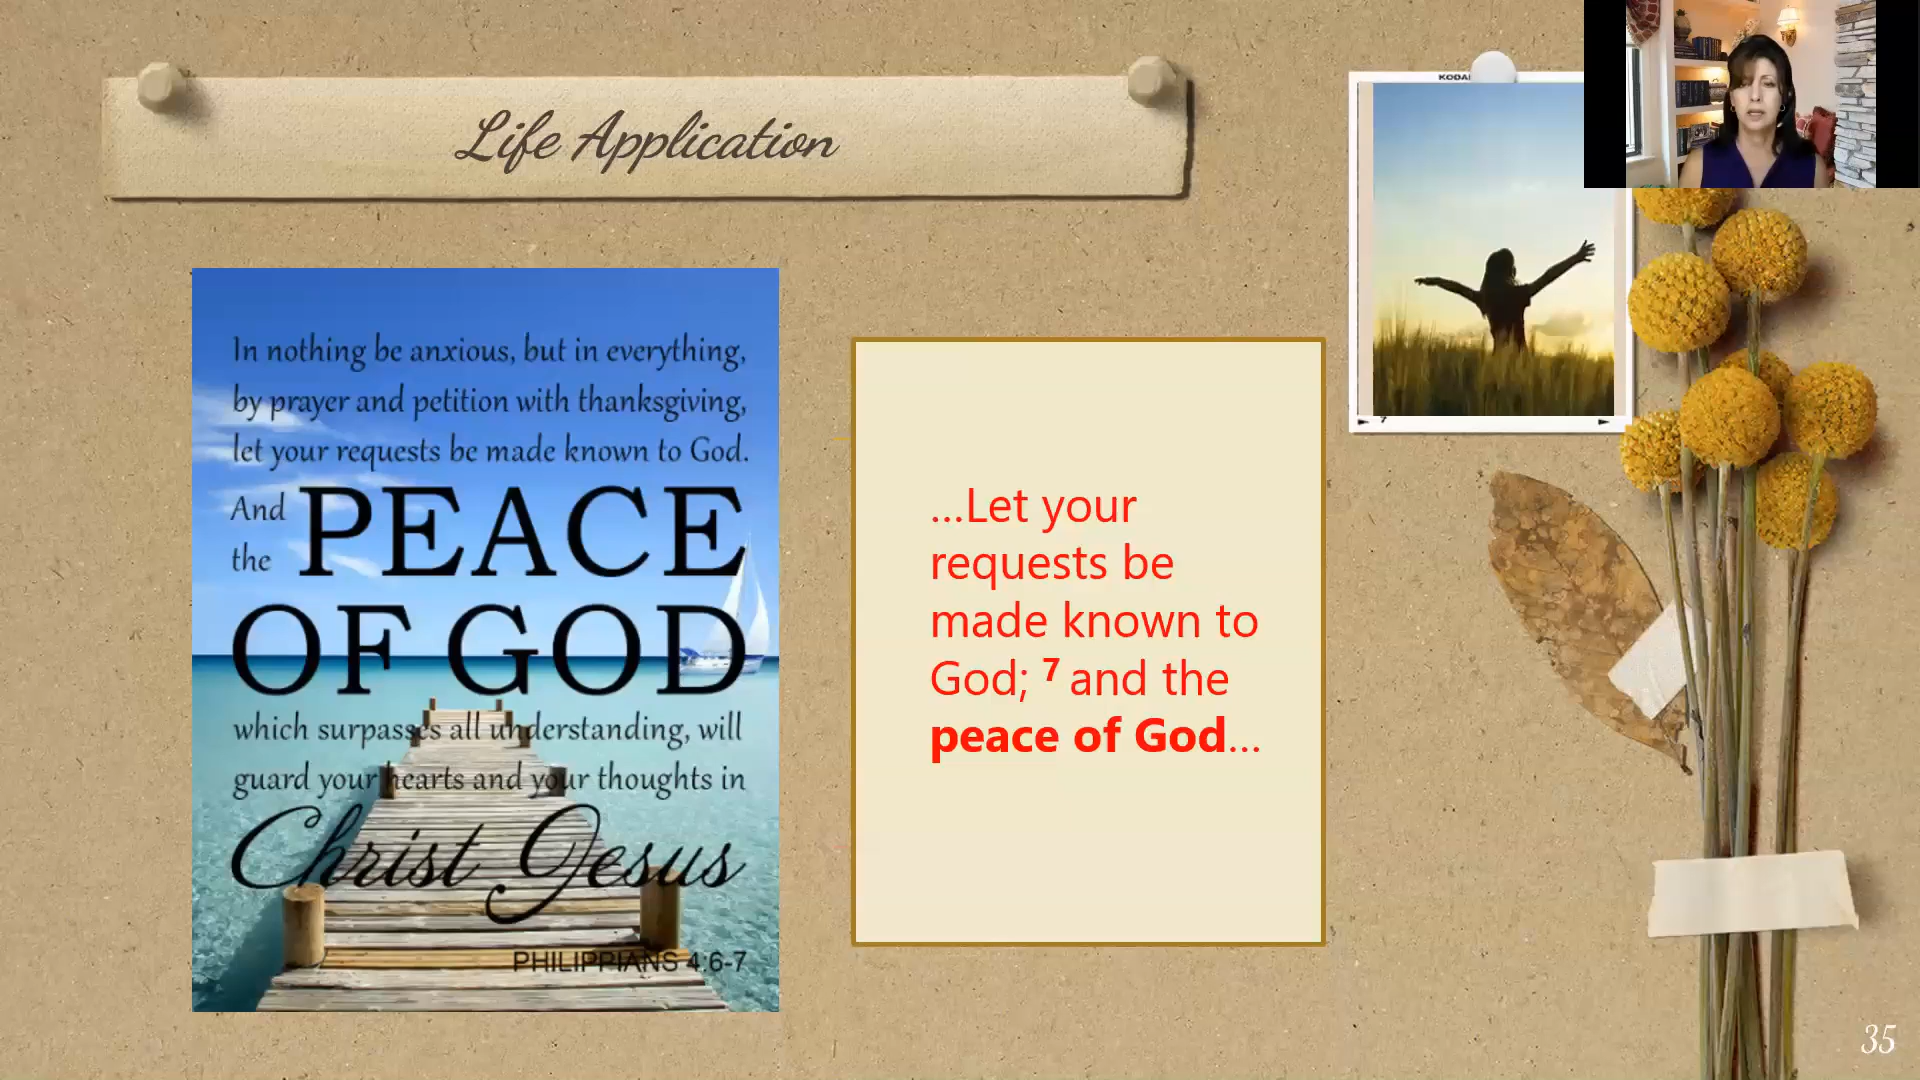 Life Application
KODA
In nothing be anxious, but in everything,
by prayer and petition with thanksgiving,
let your requests be made known to God.
And the PEACE
OF GOD
which surpasses all understanding, will
guard your hearts and your thoughts in
Christ Jesus
PHILIPPIANS 4:6-7
...Let your
requests be
made known to
God; 7 and the
peace of God...
7
35